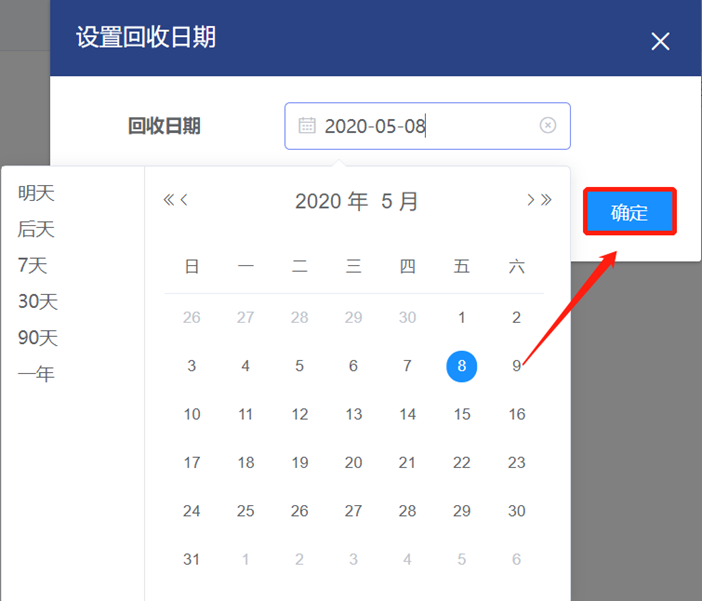 设置回收日期
回收日期 2020-05-08
确定
明天
后天
7天
30天
90天
一年
2020 年 5 月
日 一 二 三 四 五 六
26 27 28 29 30 1 2
3 4 5 6 7 8 9
10 11 12 13 14 15 16
17 18 19 20 21 22 23
24 25 26 27 28 29 30
31 1 2 3 4 5 6